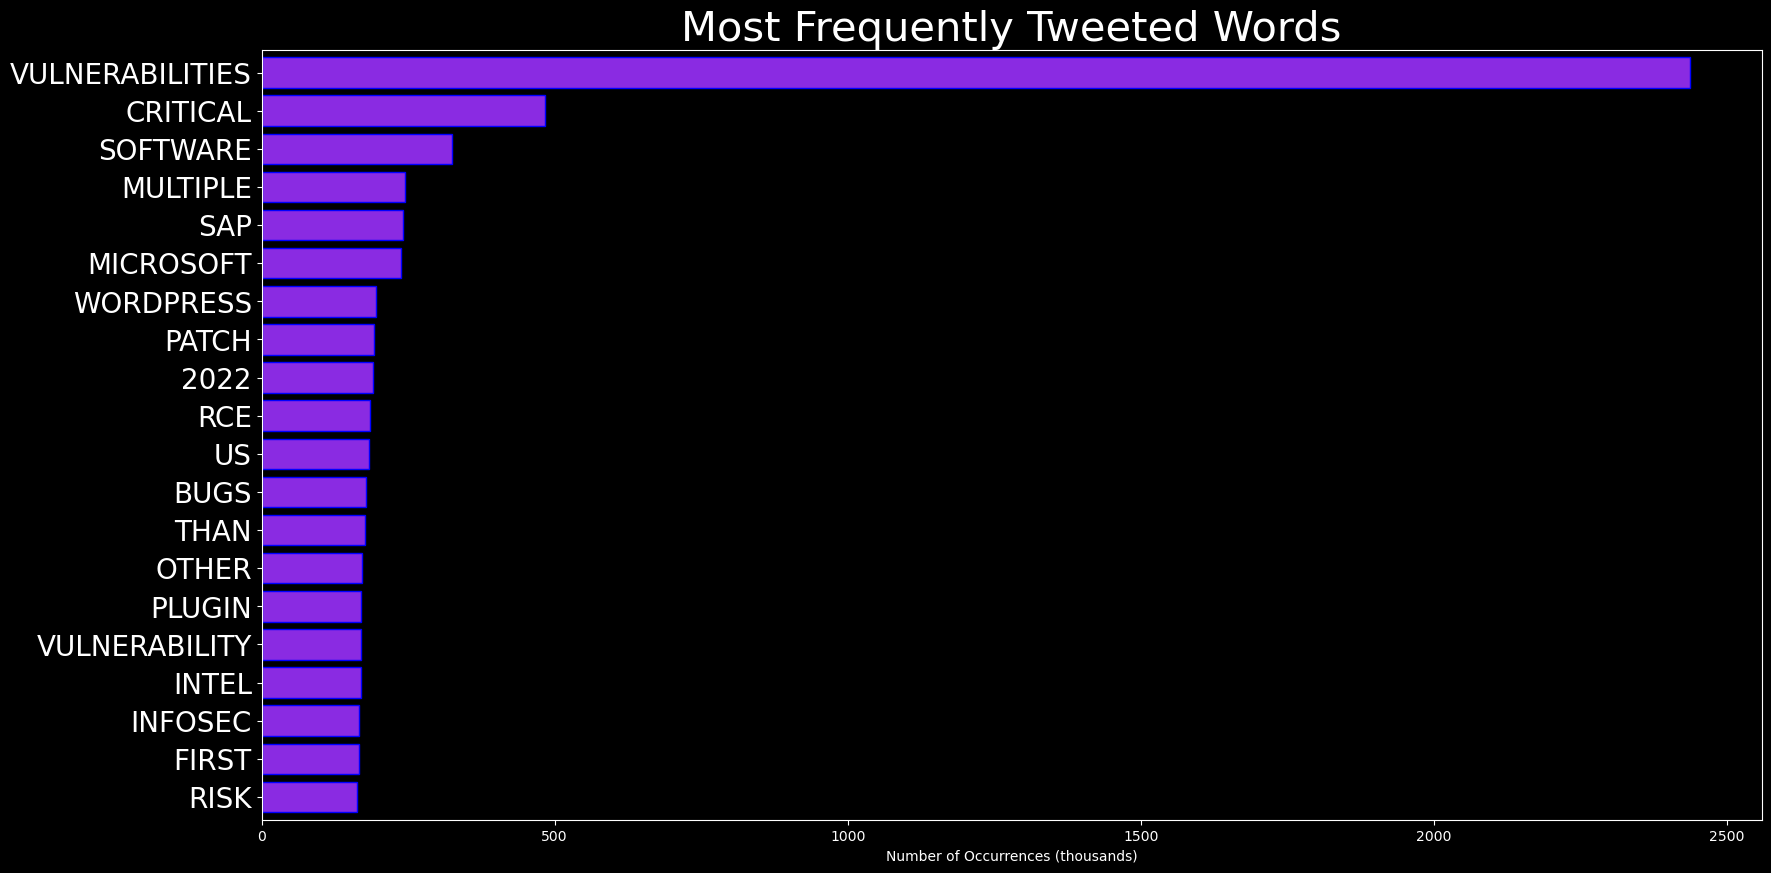 Most Frequently Tweeted Words
VULNERABILITIES
CRITICAL
SOFTWARE
MULTIPLE
SAP
MICROSOFT
WORDPRESS
PATCH
2022
RCE
US
BUGS
THAN
OTHER
PLUGIN
VULNERABILITY
INTEL
INFOSEC
FIRST
RISK
0 500 1000 1500 2000 2500
Number of Occurrences (thousands)